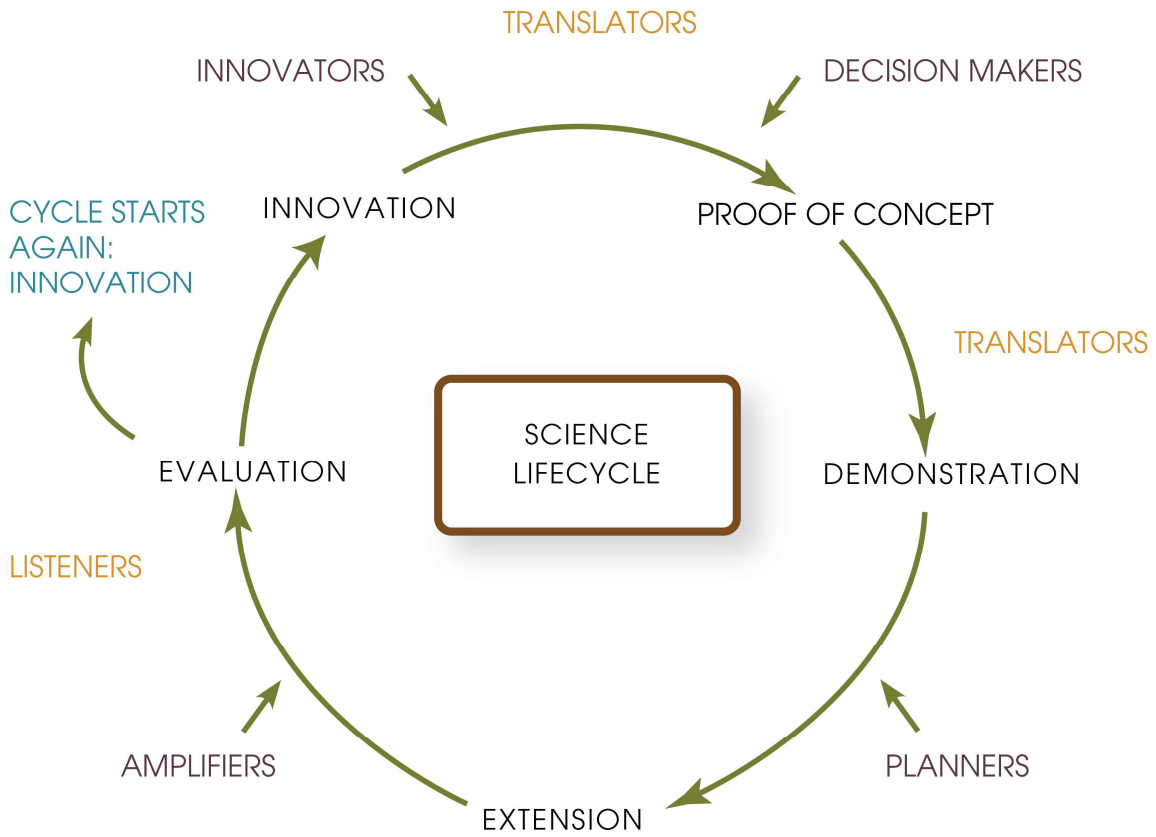 TRANSLATORS
INNOVATORS
DECISION MAKERS
CYCLE STARTS
AGAIN:
INNOVATION
INNOVATION
PROOF OF CONCEPT
TRANSLATORS
SCIENCE
LIFECYCLE
EVALUATION
DEMONSTRATION
LISTENERS
AMPLIFIERS
PLANNERS
EXTENSION